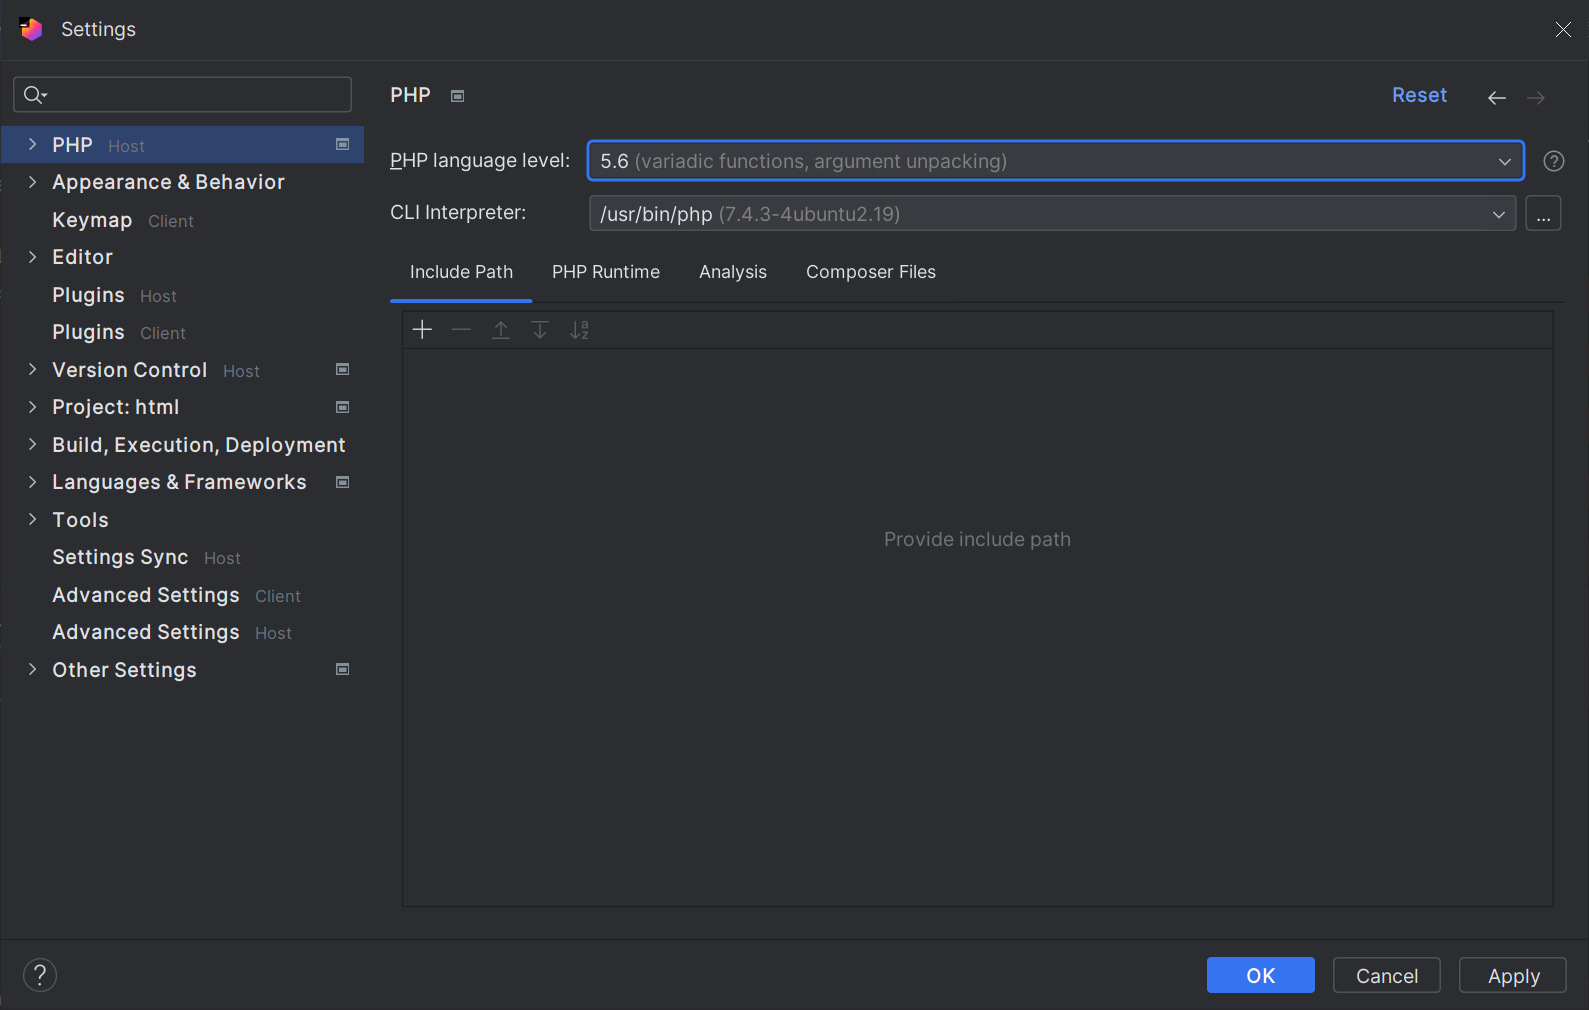 Settings
PHP
Reset
PHP Host
PHP language level: 5.6 (variadic functions, argument unpacking)
Appearance & Behavior
CLI Interpreter: /usr/bin/php (7.4.3-4ubuntu2.19) ...
Keymap Client
Editor
Include Path PHP Runtime Analysis Composer Files
Plugins Host
Plugins Client
Version Control Host
Project: html
Build, Execution, Deployment
Languages & Frameworks
Tools
Provide include path
Settings Sync Host
Advanced Settings Client
Advanced Settings Host
Other Settings
? OK Cancel Apply